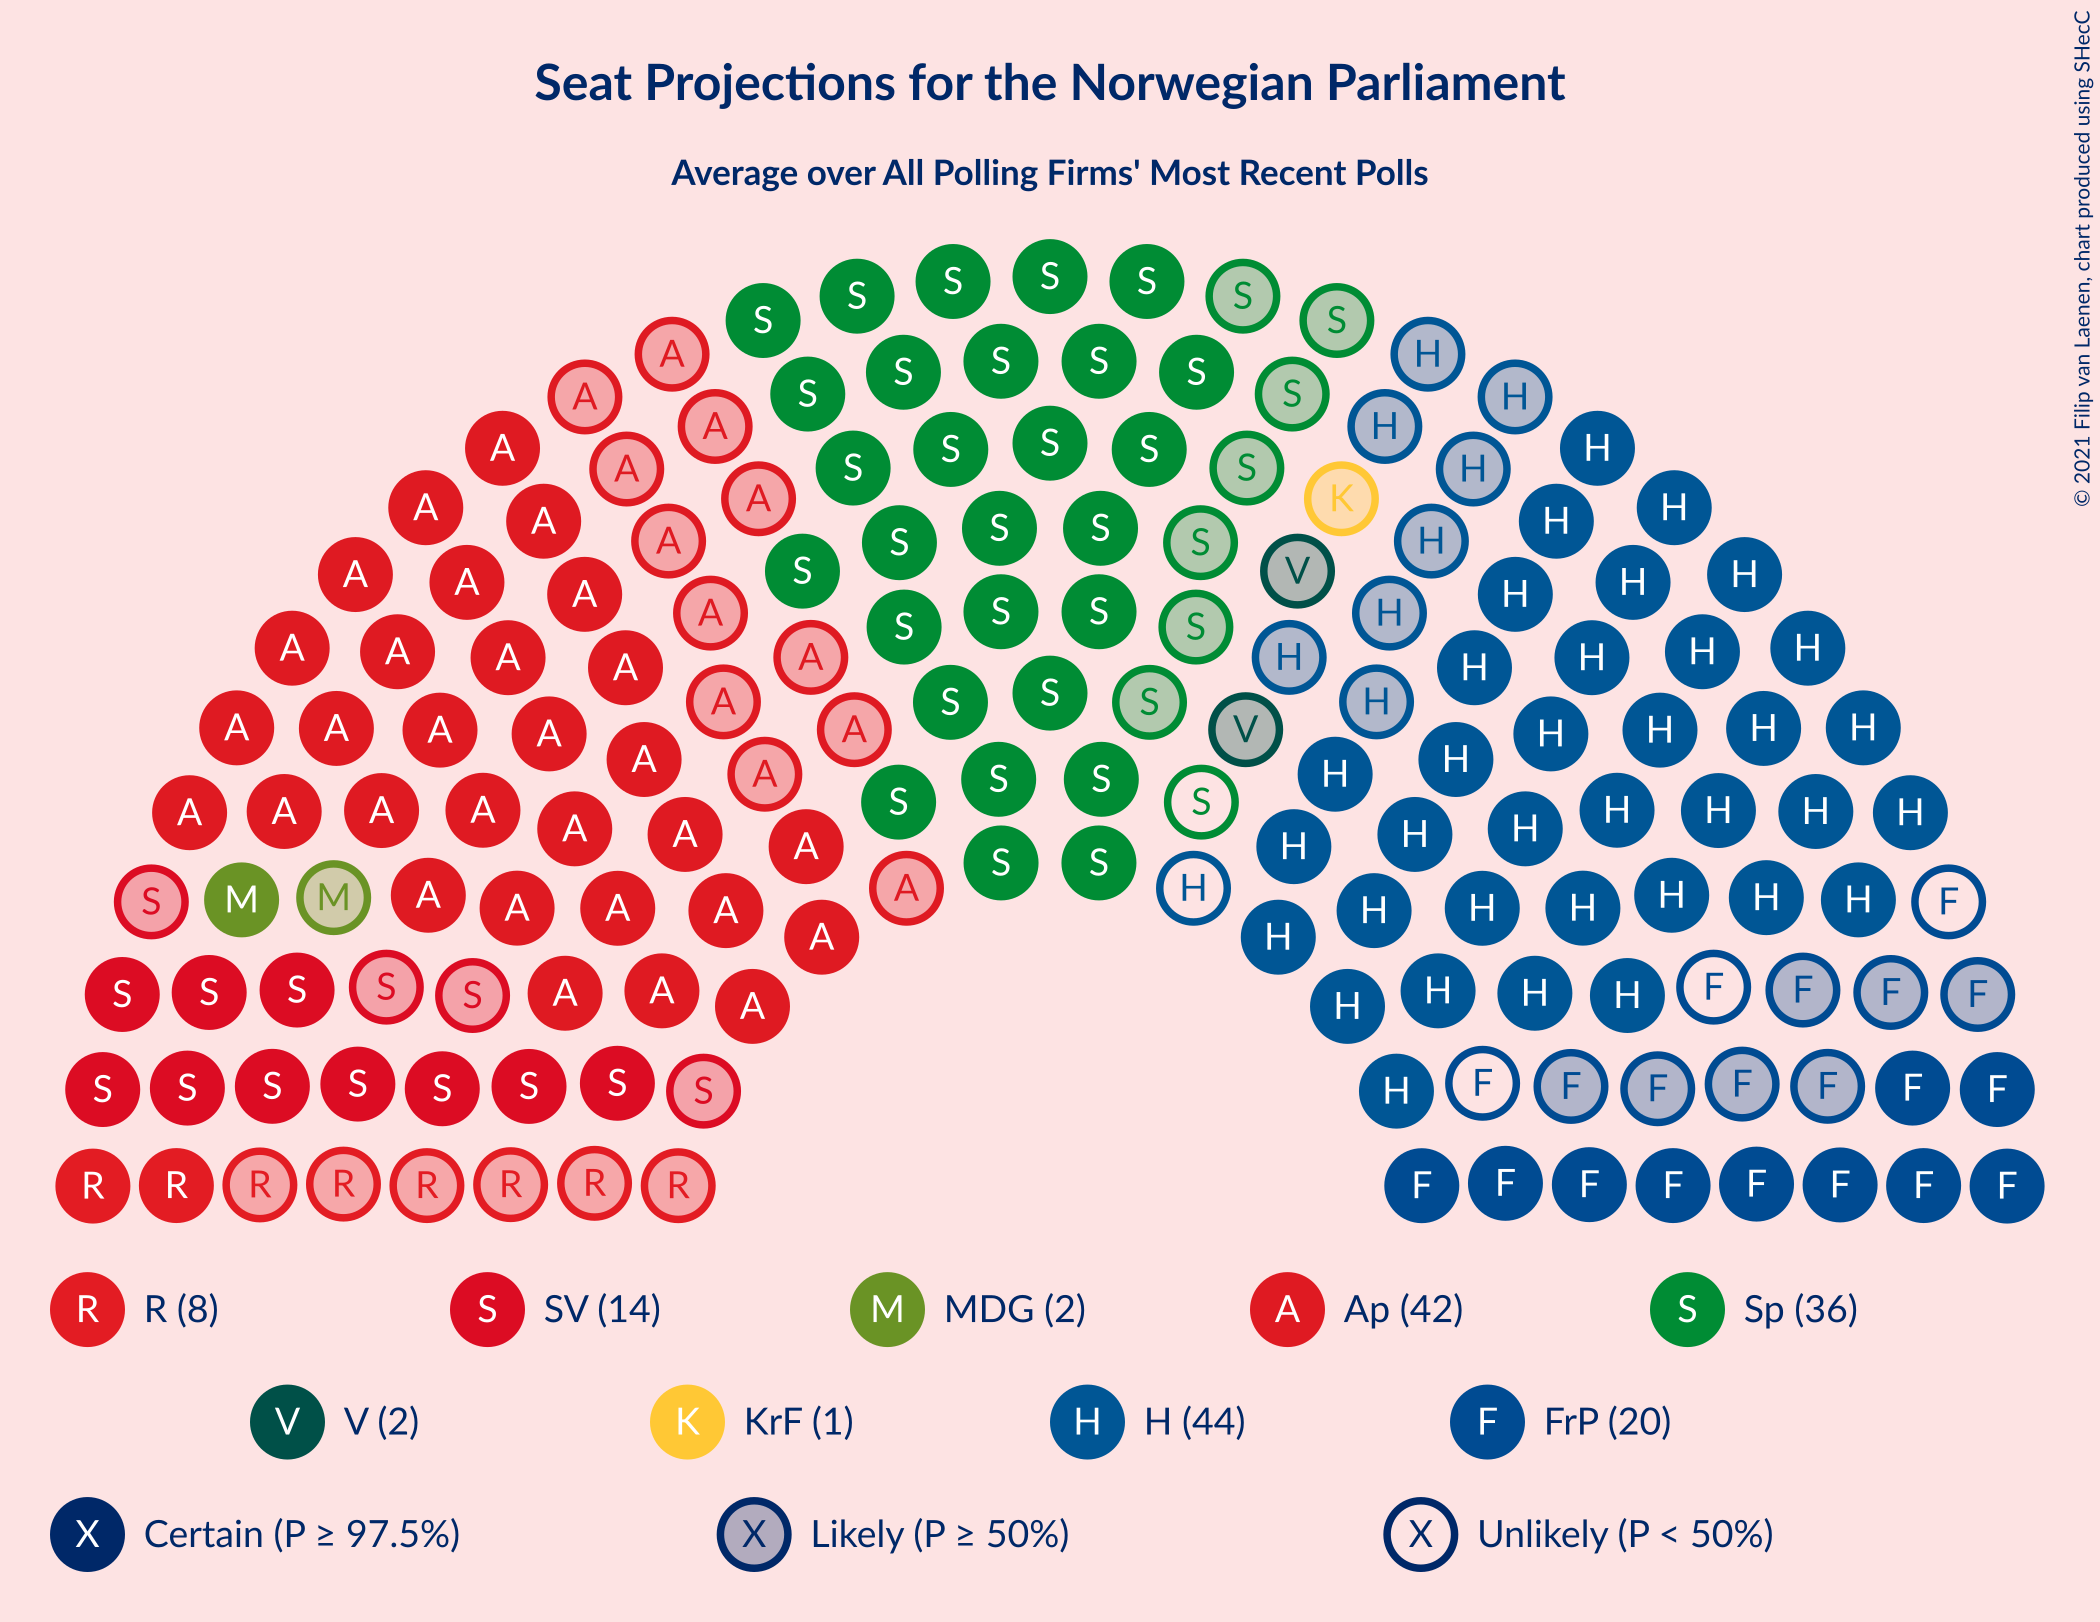 Seat Projections for the Norwegian Parliament
Average over All Polling Firms' Most Recent Polls
© 2021 Filip van Laenen, chart produced using SHecC
S S S S S S S
A S S S S S S H
A A S S S S S H H
A A A S S S S K H H
A A A S S S S V H H H
A A A A S S S S H H H H
A A A A A S S S V H H H H H
A A A A A A S S S S H H H H H H
A A A A A A A S S H H H H H H H
S M M A A A A A A H H H H H H H H F
S S S S S A A A H H H H F F F F
S S S S S S S S H F F F F F F F
R R R R R R R R F F F F F F F F
R R (8) S SV (14) M MDG (2) A Ap (42) S Sp (36)
V V (2) K KrF (1) H H (44) F FrP (20)
X Certain (P ≥ 97.5%) X Likely (P ≥ 50%) X Unlikely (P < 50%)